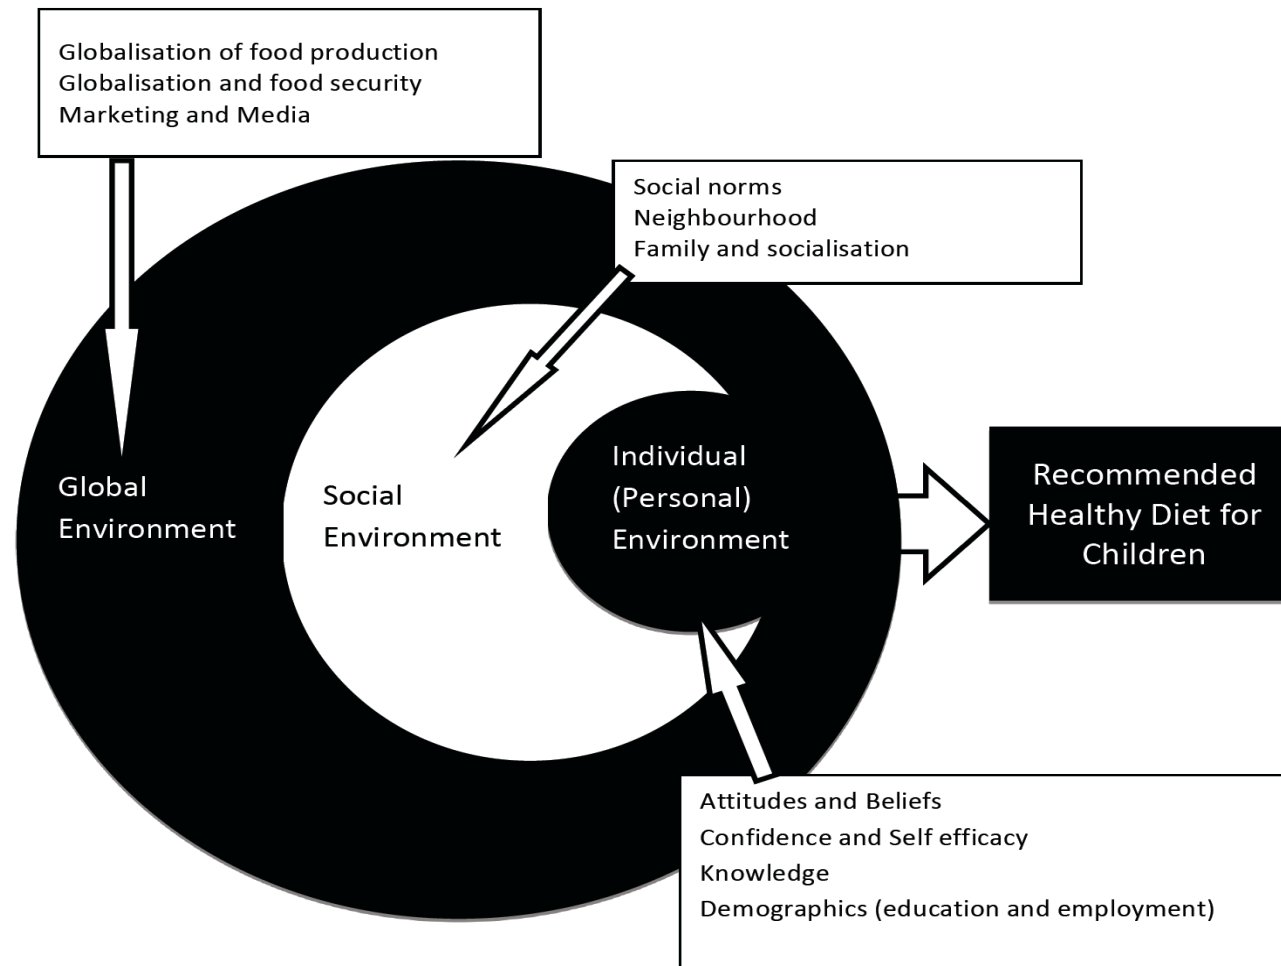 Globalisation of food production
Globalisation and food security
Marketing and Media
Social norms
Neighbourhood
Family and socialisation
Global
Environment
Social
Environment
Individual
(Personal)
Environment
Recommended
Healthy Diet for
Children
Attitudes and Beliefs
Confidence and Self efficacy
Knowledge
Demographics (education and employment)